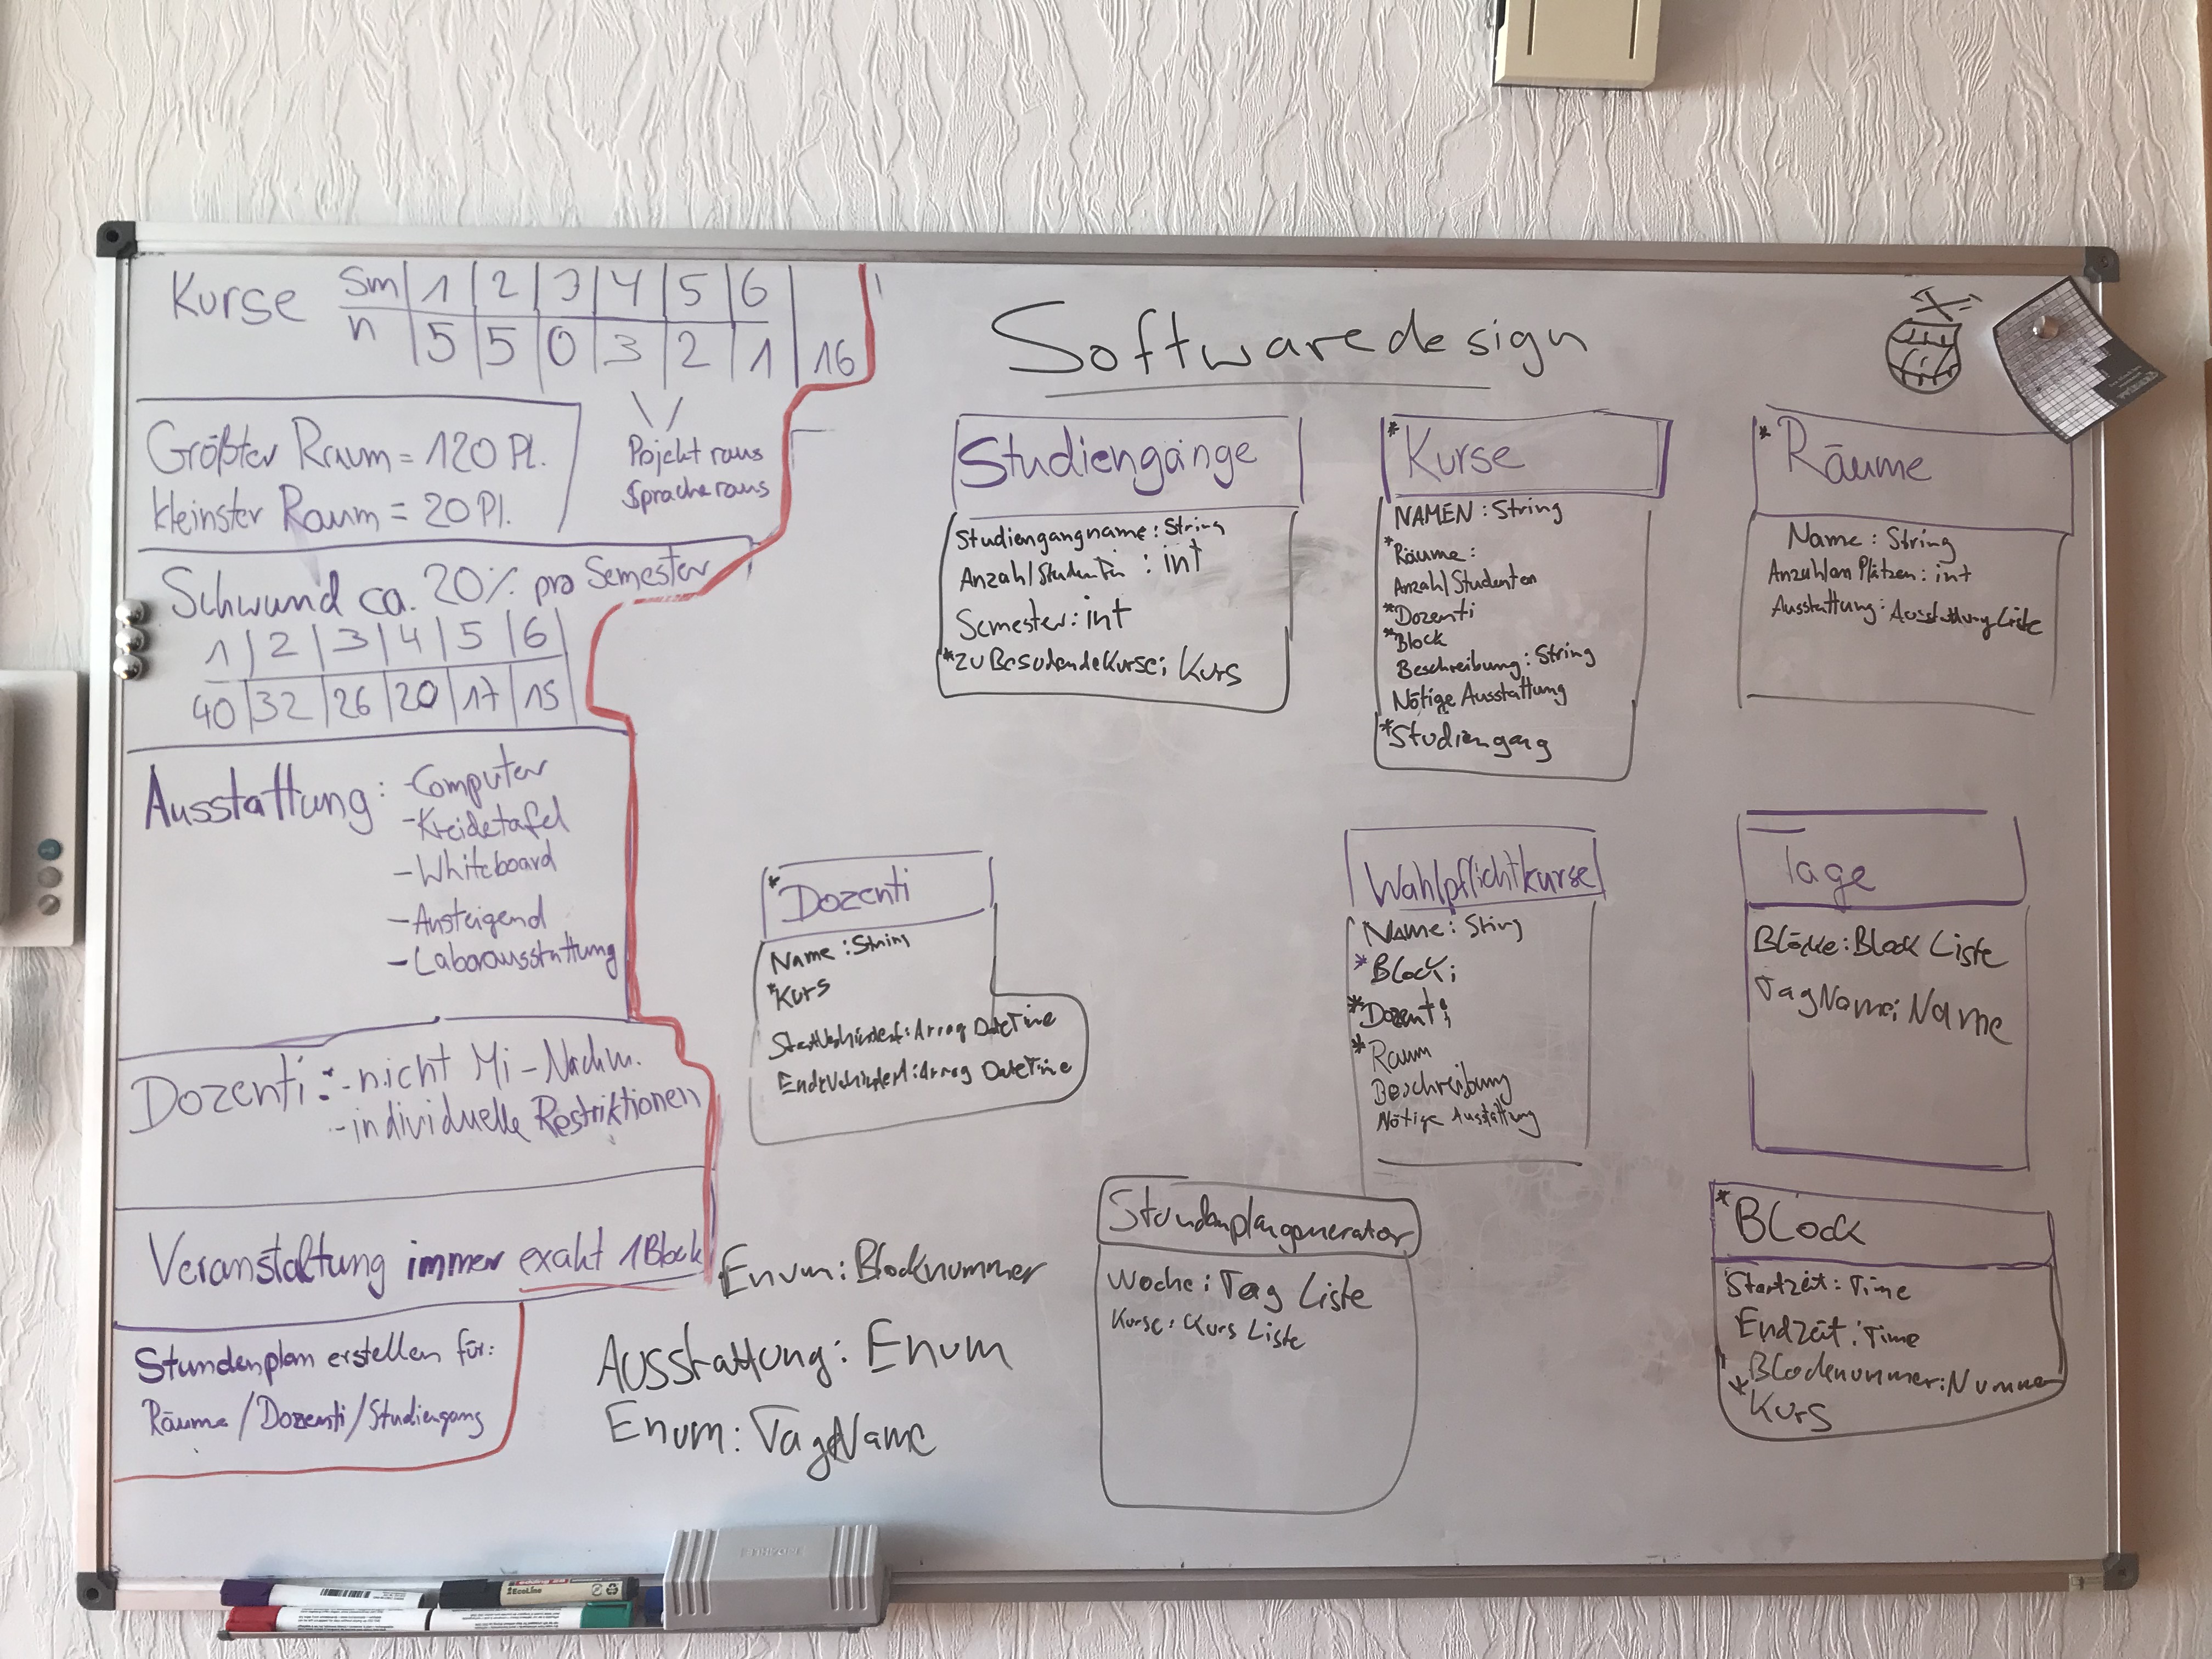 Kurse
Sm 1 2 3 4 5 6
n 5 5 0 3 2 1 16
Projekt raus
Sprache raus
Größter Raum = 120 Pl.
kleinster Raum = 20 Pl.
Schwund ca. 20% pro Semester
1 2 3 4 5 6
40 32 26 20 17 15
Ausstattung: - Computer
- Kreidetafel
- Whiteboard
- Ansteigend
- Laborausstattung
Dozenti: - nicht Mi-Nachm.
- individuelle Restriktionen
Veranstaltung immer exakt 1 Block
Stundenplan erstellen für:
Räume/Dozenti/Studiengang
Softwaredesign
Studiengänge
Studiengangname: String
Anzahl Studenti: int
Semester: int
*zu Besuchende Kurse: Kurs
*Kurse
NAMEN: String
*Räume:
Anzahl Studenten
*Dozenti
*Block
Beschreibung: String
Nötige Ausstattung
*Studiengang
*Räume
Name: String
Anzahl an Plätzen: int
Ausstattung: Ausstattung Liste
*Dozenti
Name: String
*Kurs
StartVerhindert: Array DateTime
EndeVerhindert: Array DateTime
Wahlpflichtkurse
Name: String
*Block:
*Dozenti
*Raum
Beschreibung
Nötige Ausstattung
Tage
Blöcke: Block Liste
TagName: Name
Stundenplangenerator
Woche: Tag Liste
Kurse: Kurs Liste
*Block
Startzeit: Time
Endzeit: Time
Blocknummer: Nummer
*Kurs
Enum: Blocknummer
Ausstattung: Enum
Enum: TagName
EcoLine